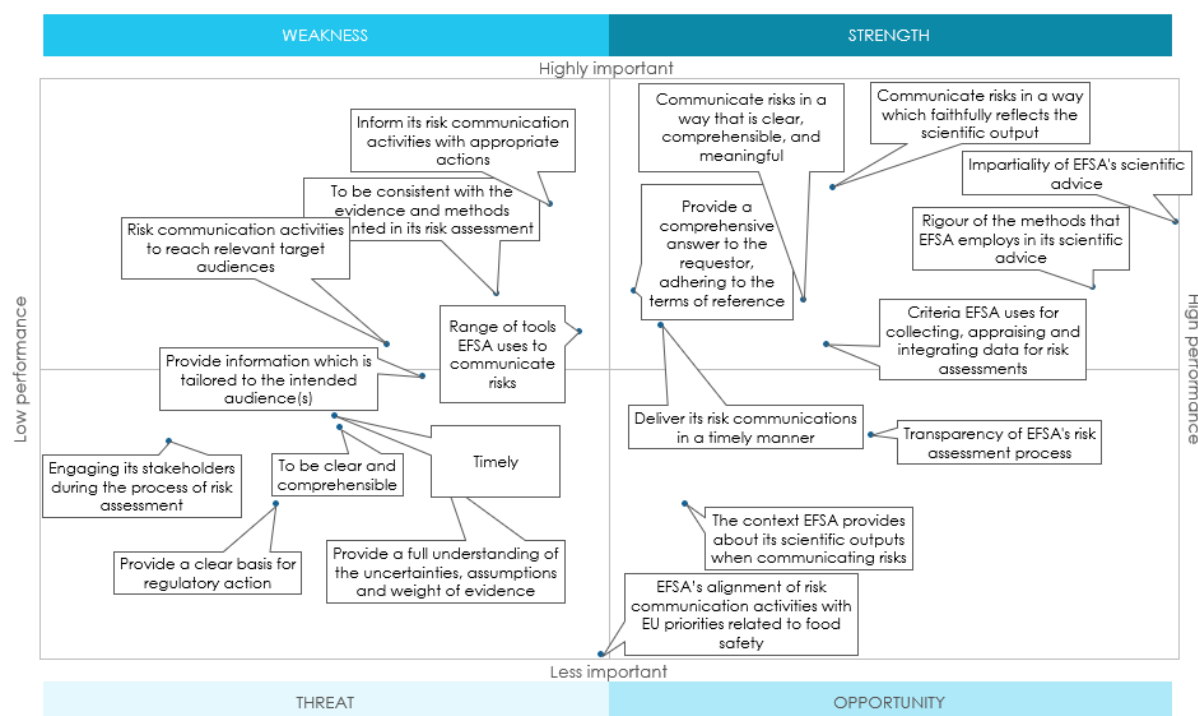 WEAKNESS
STRENGTH
Highly important
Inform its risk communication
activities with appropriate
actions
To be consistent with the
evidence and methods
nted in its risk assessment
Risk communication activities
to reach relevant target
audiences
Range of tools
EFSA uses to
communicate
risks
Provide information which is
tailored to the intended
audience(s)
Communicate risks in a
way that is clear,
comprehensible, and
meaningful
Communicate risks in a way
which faithfully reflects the
scientific output
Impartiality of EFSA's scientific
advice
Provide a
comprehensive
answer to the
requestor,
adhering to the
terms of reference
Rigour of the methods that
EFSA employs in its scientific
advice
Criteria EFSA uses for
collecting, appraising and
integrating data for risk
assessments
Low performance
High performance
Engaging its stakeholders
during the process of risk
assessment
To be clear and
comprehensible
Timely
Provide a clear basis for
regulatory action
Provide a full understanding of
the uncertainties, assumptions
and weight of evidence
Deliver its risk communications
in a timely manner
Transparency of EFSA's risk
assessment process
The context EFSA provides
about its scientific outputs
when communicating risks
EFSA's alignment of risk
communication activities with
EU priorities related to food
safety
Less important
THREAT
OPPORTUNITY